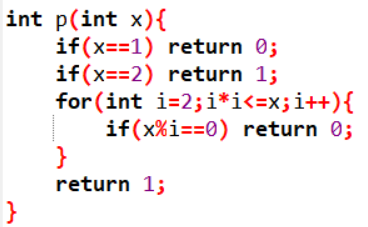 int p(int x){
    if(x==1) return 0;
    if(x==2) return 1;
    for(int i=2;i*i<=x;i++){
        if(x%i==0) return 0;
    }
    return 1;
}